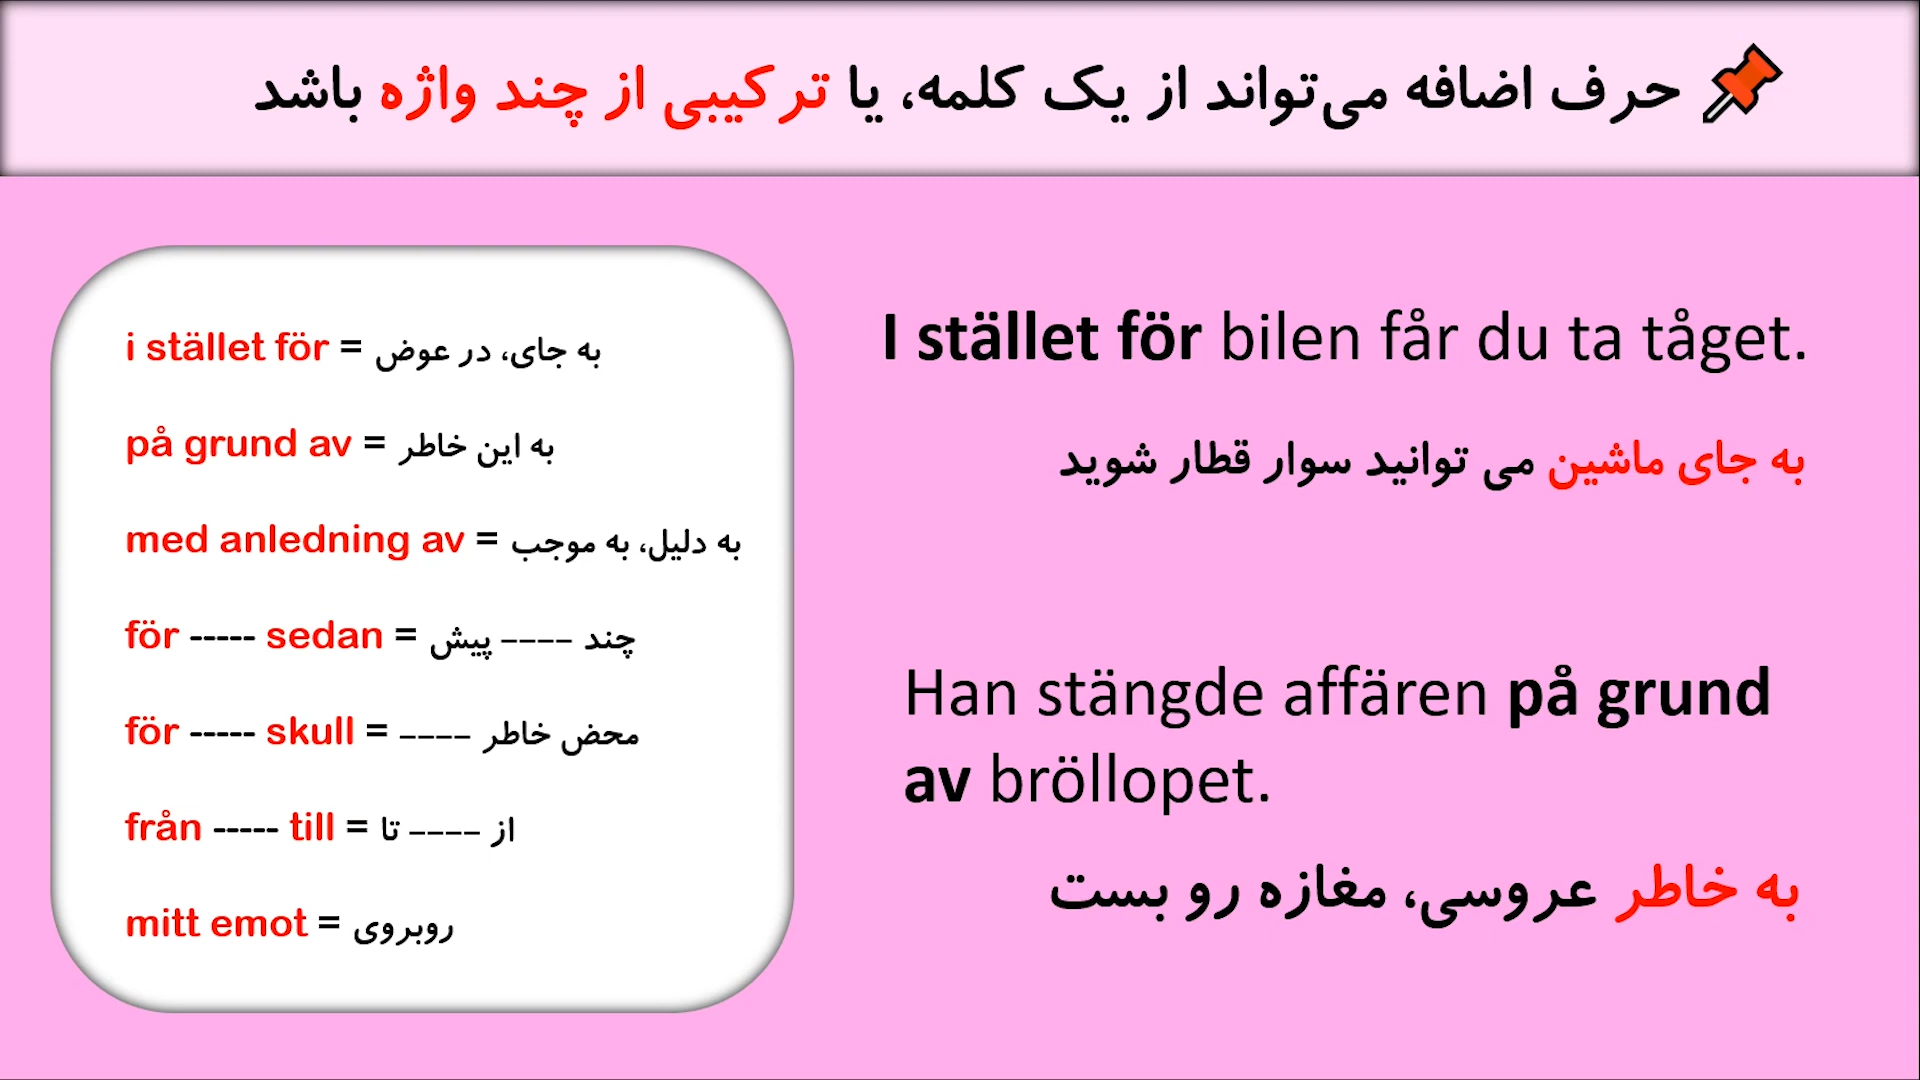 حرف اضافه می‌تواند از یک کلمه، یا ترکیبی از چند واژه باشد
i stället för = به جای، در عوض
på grund av = به این خاطر
med anledning av = به دلیل، به موجب
för ----- sedan = چند ---- پیش
för ----- skull = محض خاطر ----
från ----- till = از ---- تا
mitt emot = روبروی
I stället för bilen får du ta tåget.
به جای ماشین می توانید سوار قطار شوید
Han stängde affären på grund
av bröllopet.
به خاطر عروسی، مغازه رو بست